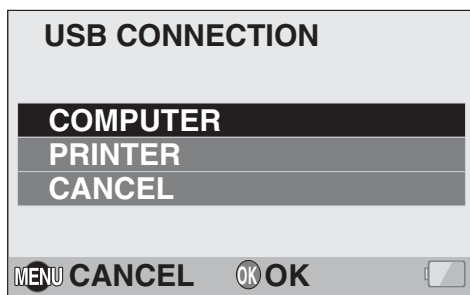 USB CONNECTION
COMPUTER
PRINTER
CANCEL
MENU CANCEL OK OK